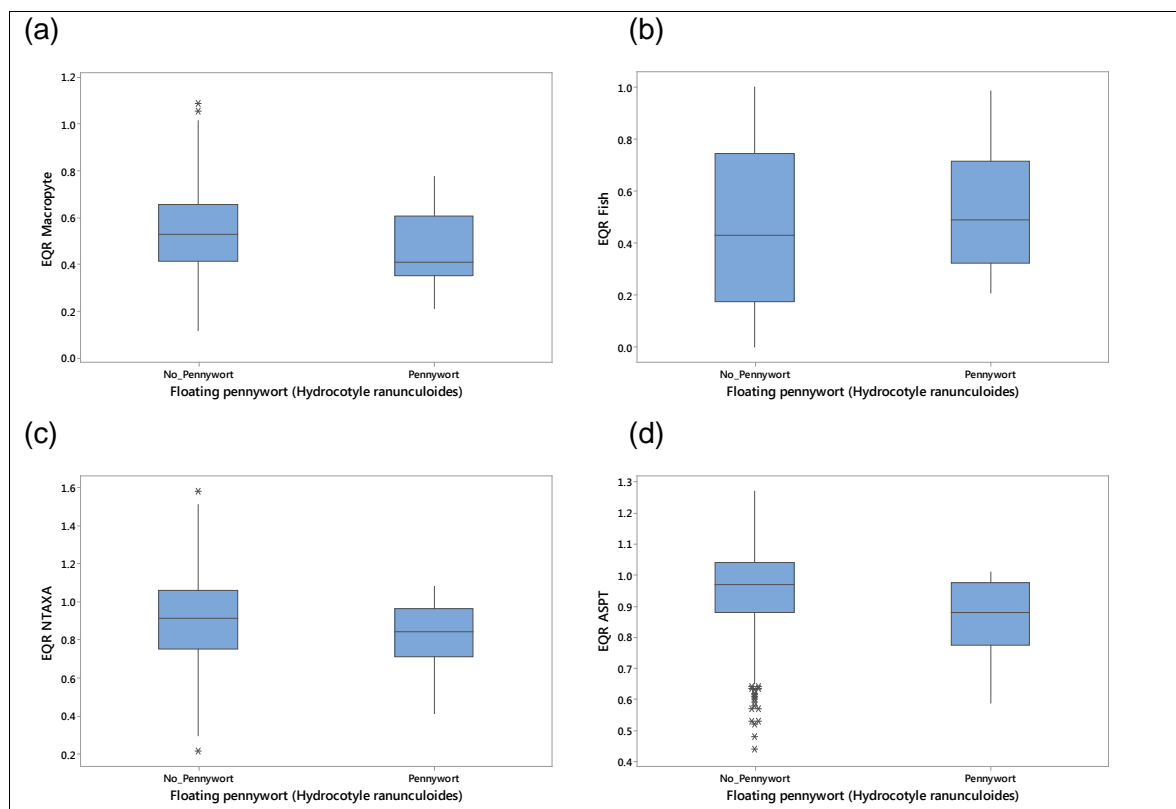 (a)
EQR Macropyte
1.2
1.0
0.8
0.6
0.4
0.2
0.0
No_Pennywort Pennywort
Floating pennywort (Hydrocotyle ranunculoides)
(b)
EQR Fish
1.0
0.8
0.6
0.4
0.2
0.0
No_Pennywort Pennywort
Floating pennywort (Hydrocotyle ranunculoides)
(c)
EQR NTAXA
1.6
1.4
1.2
1.0
0.8
0.6
0.4
0.2
No_Pennywort Pennywort
Floating pennywort (Hydrocotyle ranunculoides)
(d)
EQR ASPT
1.3
1.2
1.1
1.0
0.9
0.8
0.7
0.6
0.5
0.4
No_Pennywort Pennywort
Floating pennywort (Hydrocotyle ranunculoides)